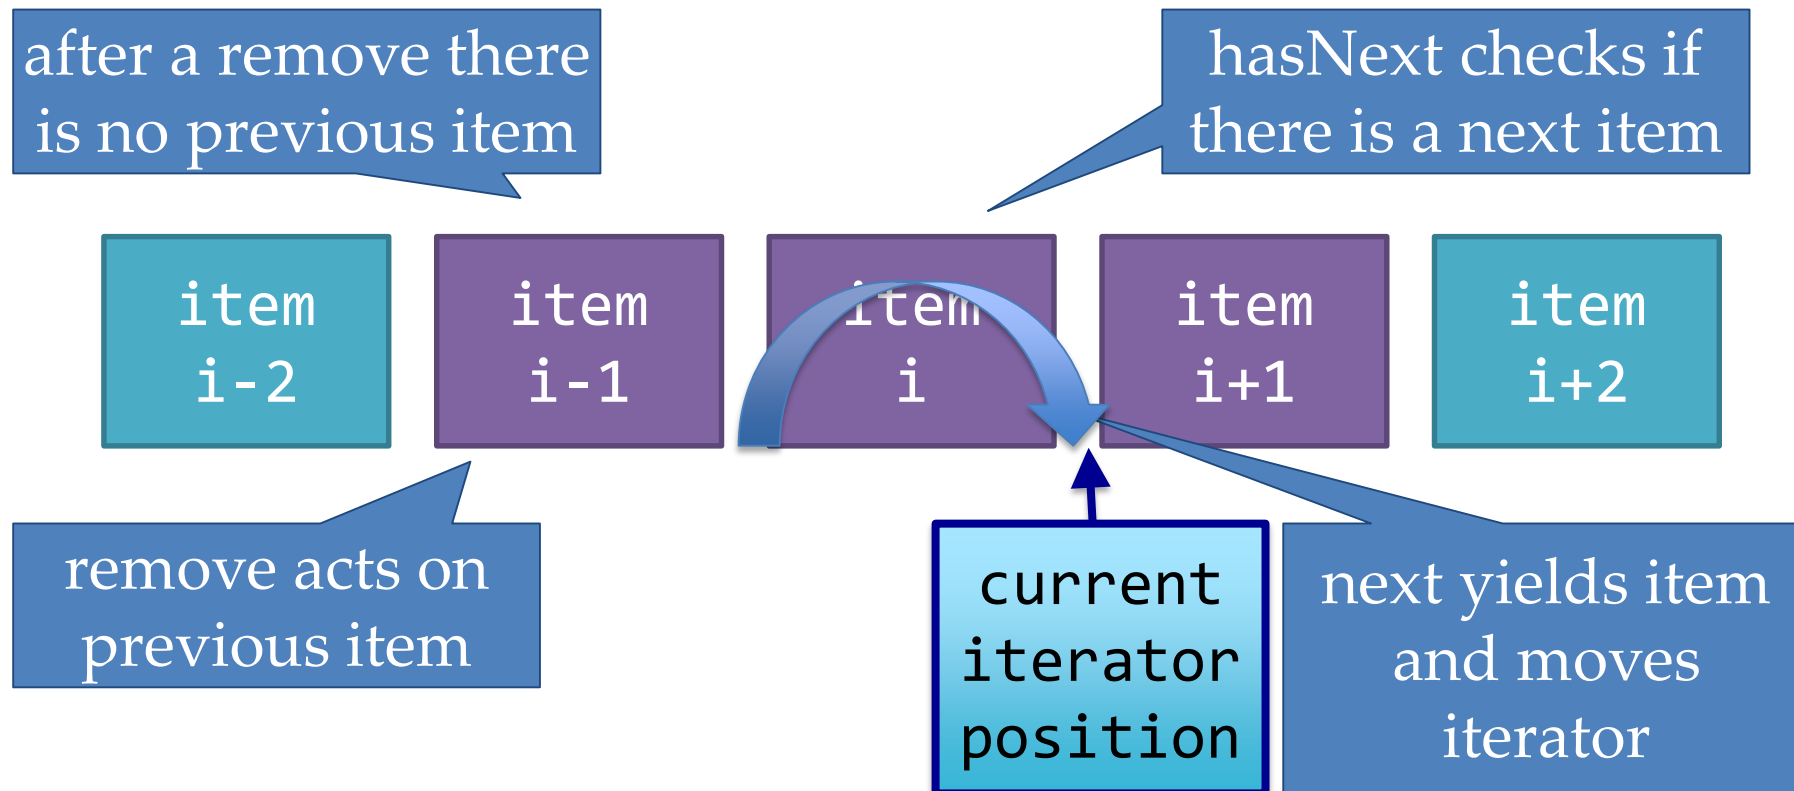 after a remove there
is no previous item
hasNext checks if
there is a next item
item
i-2
item
i-1
item
i
item
i+1
item
i+2
remove acts on
previous item
current
iterator
position
next yields item
and moves
iterator